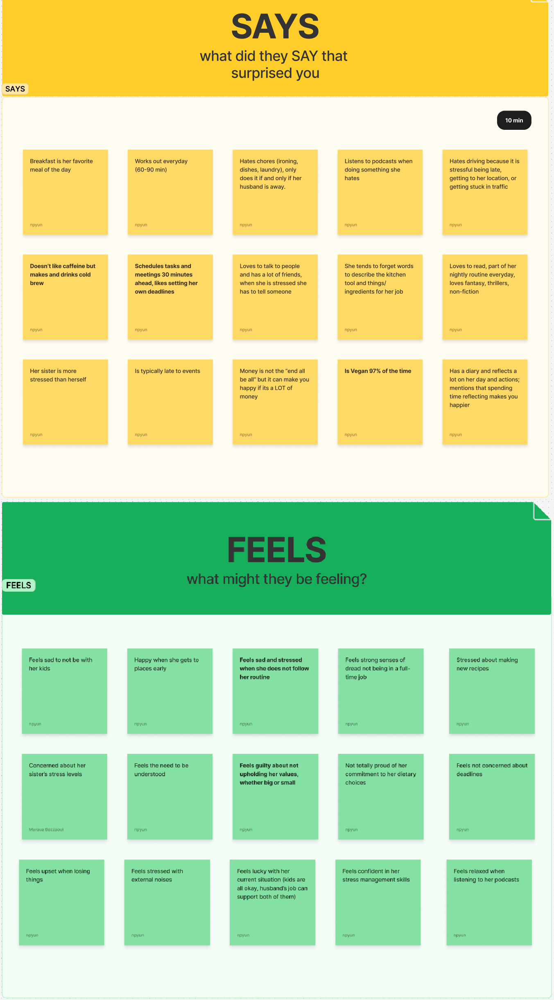 SAYS
what did they SAY that
surprised you
SAYS
10 min
Breakfast is her favorite
meal of the day
npyun
Works out everyday
(60-90 min)
npyun
Hates chores (ironing,
dishes, laundry), only
does it if and only if her
husband is away.
npyun
Listens to podcasts when
doing something she
hates
npyun
Hates driving because it is
stressful being late,
getting to her location, or
getting stuck in traffic
npyun
Doesn't like caffeine but
makes and drinks cold
brew
npyun
Schedules tasks and
meetings 30 minutes
ahead, likes setting her
own deadlines
npyun
Loves to talk to people
and has a lot of friends,
when she is stressed she
has to tell someone
npyun
She tends to forget words
to describe the kitchen
tool and things/
ingredients for her job
npyun
Loves to read, part of her
nightly routine everyday,
loves fantasy, thrillers,
non-fiction
npyun
Her sister is more
stressed than herself
npyun
Is typically late to events
npyun
Money is not the “end all
be all” but it can make you
happy if its a LOT of
money
npyun
Is Vegan 97% of the time
npyun
Has a diary and reflects a
lot on her day and actions;
mentions that spending
time reflecting makes you
happier
npyun
FEELS
what might they be feeling?
FEELS
Feels sad to not be with
her kids
npyun
Happy when she gets to
places early
npyun
Feels sad and stressed
when she does not follow
her routine
npyun
Feels strong senses of
dread not being in a full-
time job
npyun
Stressed about making
new recipes
npyun
Concerned about her
sister's stress levels
Maroua Bezzaoui
Feels the need to be
understood
npyun
Feels guilty about not
upholding her values,
whether big or small
npyun
Not totally proud of her
commitment to her dietary
choices
npyun
Feels not concerned about
deadlines
npyun
Feels upset when losing
things
npyun
Feels stressed with
external noises
npyun
Feels lucky with her
current situation (kids are
all okay, husband's job can
support both of them)
npyun
Feels confident in her
stress management skills
npyun
Feels relaxed when
listening to her podcasts
npyun